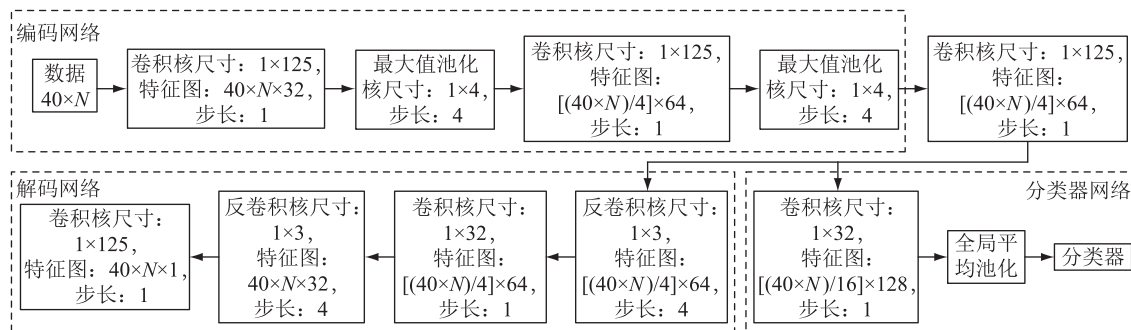 编码网络
数据
40×N
卷积核尺寸：1×125，
特征图：40×N×32，
步长：1
最大值池化
核尺寸：1×4，
步长：4
卷积核尺寸：1×125，
特征图：
[(40×N)/4]×64，
步长：1
最大值池化
核尺寸：1×4，
步长：4
卷积核尺寸：1×125，
特征图：
[(40×N)/4]×64，
步长：1
解码网络
卷积核尺寸：
1×125，
特征图：40×N×1，
步长：1
反卷积核尺寸：
1×3，
特征图：
40×N×32，
步长：4
卷积核尺寸：
1×32，
特征图：
[(40×N)/4]×64，
步长：1
反卷积核尺寸：
1×3，
特征图：
[(40×N)/4]×64，
步长：4
分类器网络
卷积核尺寸：
1×32，
特征图：
[(40×N)/16]×128，
步长：1
全局平
均池化
分类器